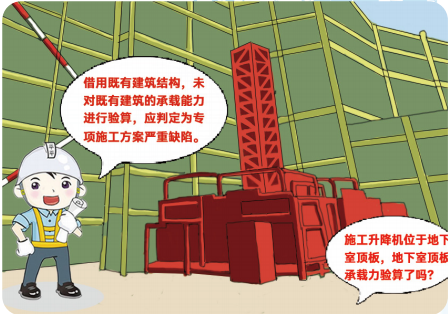 借用既有建筑结构，未
对既有建筑的承载能力
进行验算，应判定为专
项施工方案严重缺陷。
施工升降机位于地下
室顶板，地下室顶板
承载力验算了吗？